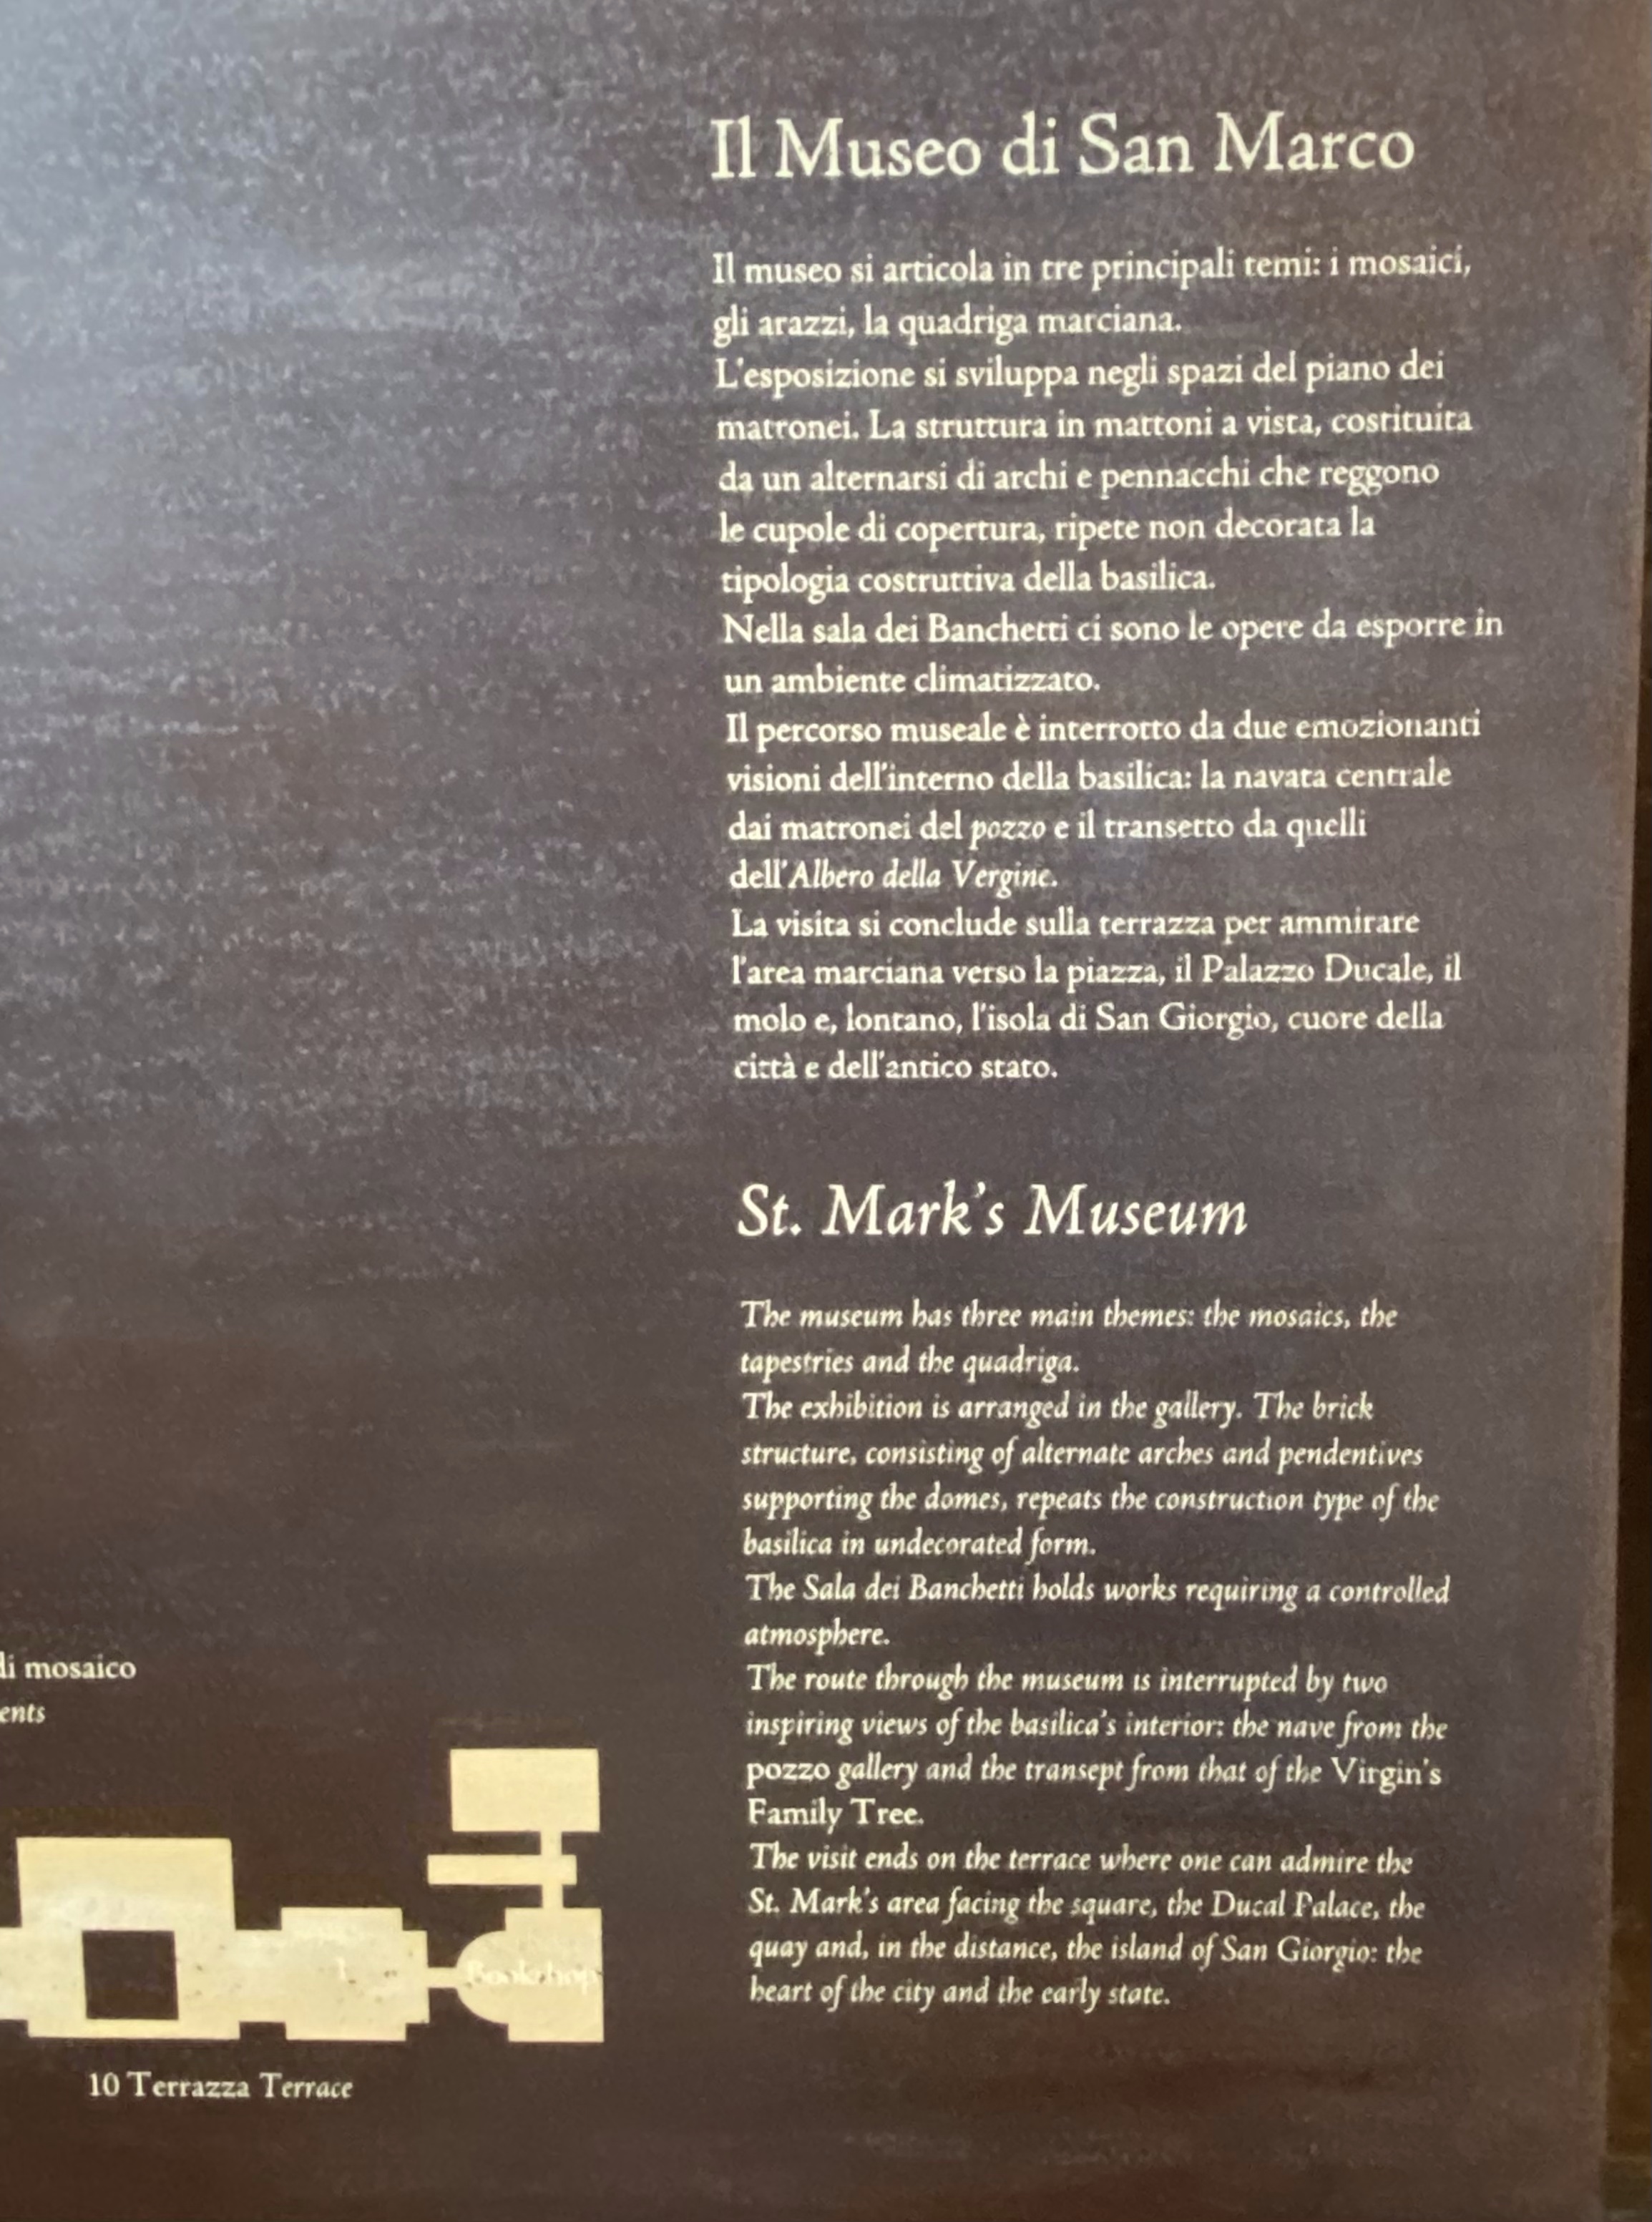 Il Museo di San Marco
Il museo si articola in tre principali temi: i mosaici,
gli arazzi, la quadriga marciana.
L'esposizione si sviluppa negli spazi del piano dei
matronei. La struttura in mattoni a vista, costituita
da un alternarsi di archi e pennacchi che reggono
le cupole di copertura, ripete non decorata la
tipologia costruttiva della basilica.
Nella sala dei Banchetti ci sono le opere da esporre in
un ambiente climatizzato.
Il percorso museale è interrotto da due emozionanti
visioni dell'interno della basilica: la navata centrale
dai matronei del pozzo e il transetto da quelli
dell'Albero della Vergine.
La visita si conclude sulla terrazza per ammirare
l'area marciana verso la piazza, il Palazzo Ducale, il
molo e, lontano, l'isola di San Giorgio, cuore della
città e dell'antico stato.
St. Mark's Museum
The museum has three main themes: the mosaics, the
tapestries and the quadriga.
The exhibition is arranged in the gallery. The brick
structure, consisting of alternate arches and pendentives
supporting the domes, repeats the construction type of the
basilica in undecorated form.
The Sala dei Banchetti holds works requiring a controlled
atmosphere.
The route through the museum is interrupted by two
inspiring views of the basilica's interior: the nave from the
pozzo gallery and the transept from that of the Virgin's
Family Tree.
The visit ends on the terrace where one can admire the
St. Mark's area facing the square, the Ducal Palace, the
quay and, in the distance, the island of San Giorgio: the
heart of the city and the early state.
di mosaico
ents
1
Bookshop
10 Terrazza Terrace